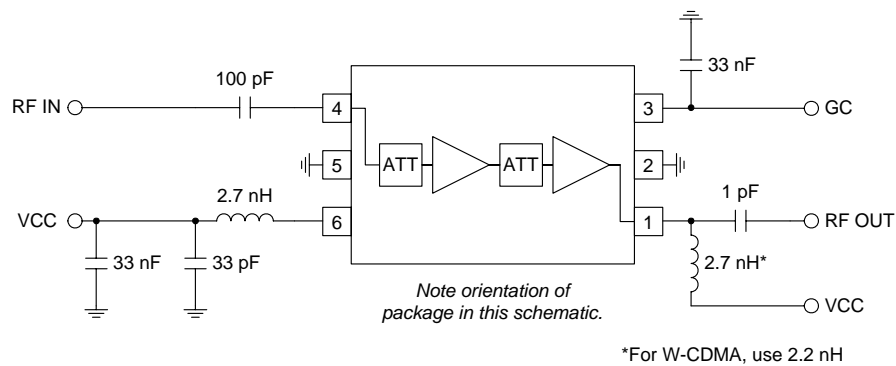 33 nF
100 pF
RF IN
4
3
GC
ATT
ATT
5
2
1 pF
2.7 nH
VCC
6
1
RF OUT
33 nF
33 pF
2.7 nH*
Note orientation of
package in this schematic.
VCC
*For W-CDMA, use 2.2 nH